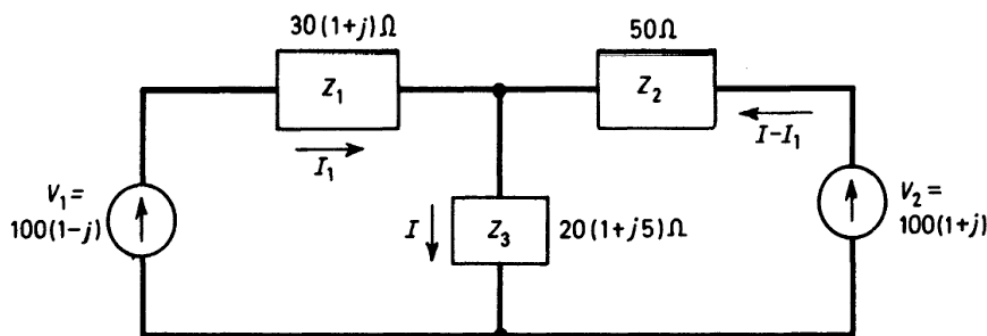 30(1+j)Ω
50Ω
Z₁
Z₂
I₁
I–I₁
V₁=
100(1–j)
I
Z₃
20(1+j5)Ω
V₂=
100(1+j)